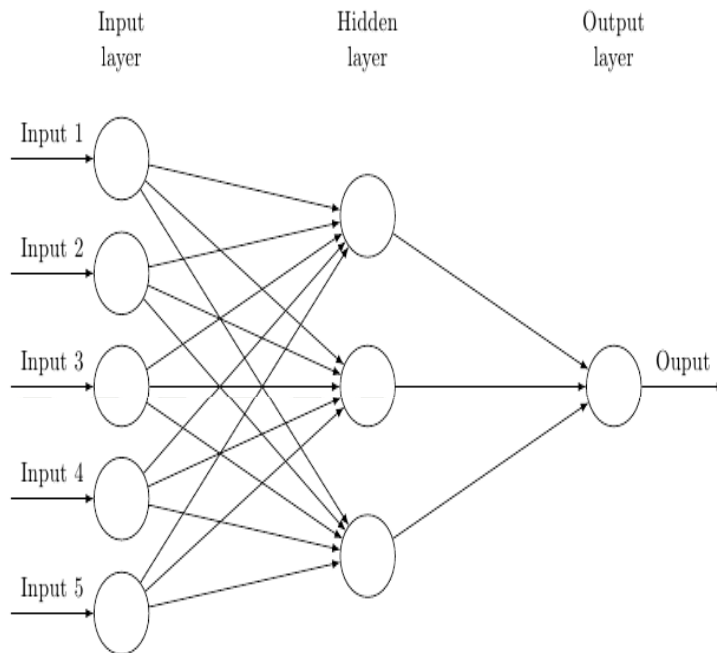 Input
layer
Hidden
layer
Output
layer
Input 1
Input 2
Input 3
Ouput
Input 4
Input 5